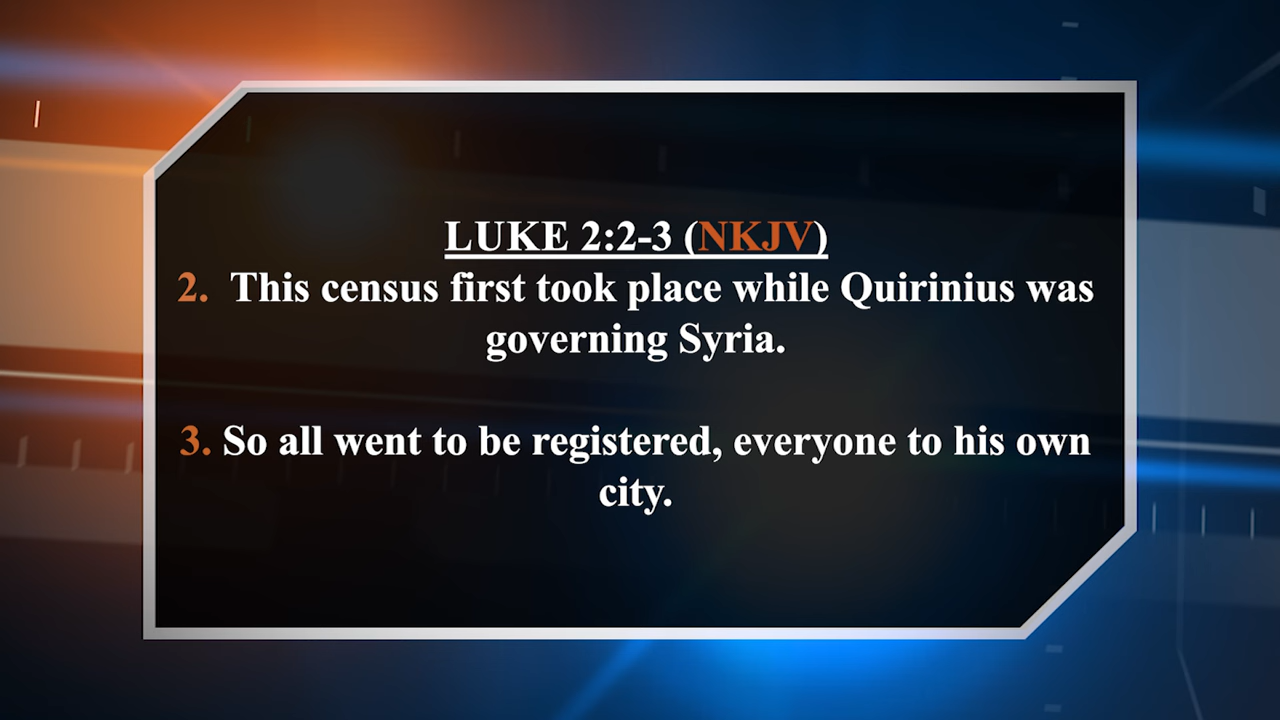 LUKE 2:2-3 (NKJV)
2. This census first took place while Quirinius was
governing Syria.
3. So all went to be registered, everyone to his own
city.